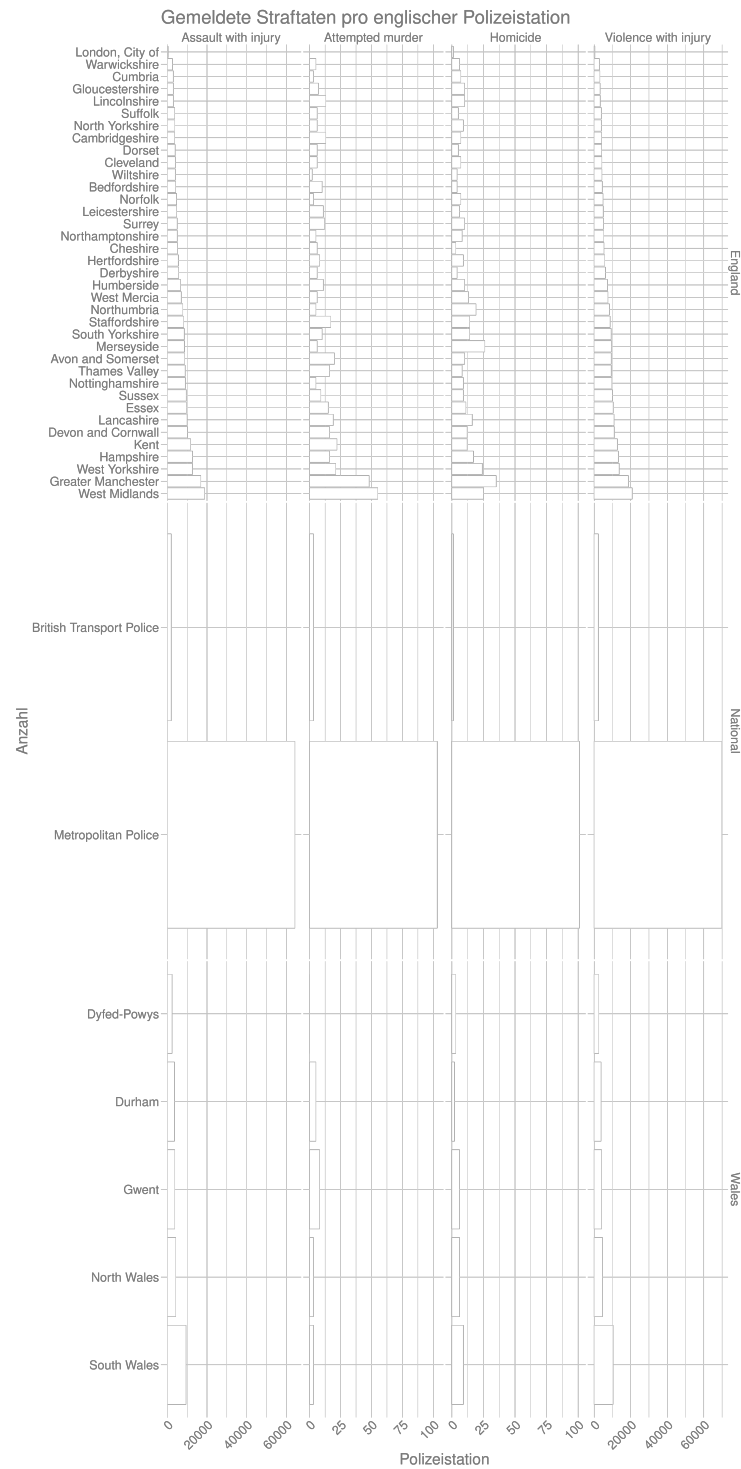 Gemeldete Straftaten pro englischer Polizeistation
Assault with injury Attempted murder Homicide Violence with injury
London, City of
Warwickshire
Cumbria
Gloucestershire
Lincolnshire
Suffolk
North Yorkshire
Cambridgeshire
Dorset
Cleveland
Wiltshire
Bedfordshire
Norfolk
Leicestershire
Surrey
Northamptonshire
Cheshire
Hertfordshire
Derbyshire
Humberside
West Mercia
Northumbria
Staffordshire
South Yorkshire
Merseyside
Avon and Somerset
Thames Valley
Nottinghamshire
Sussex
Essex
Lancashire
Devon and Cornwall
Kent
Hampshire
West Yorkshire
Greater Manchester
West Midlands
England
British Transport Police
Metropolitan Police
National
Anzahl
Dyfed-Powys
Durham
Gwent
North Wales
South Wales
Wales
0 20000 40000 60000 0 25 50 75 100 0 25 50 75 100 0 20000 40000 60000
Polizeistation